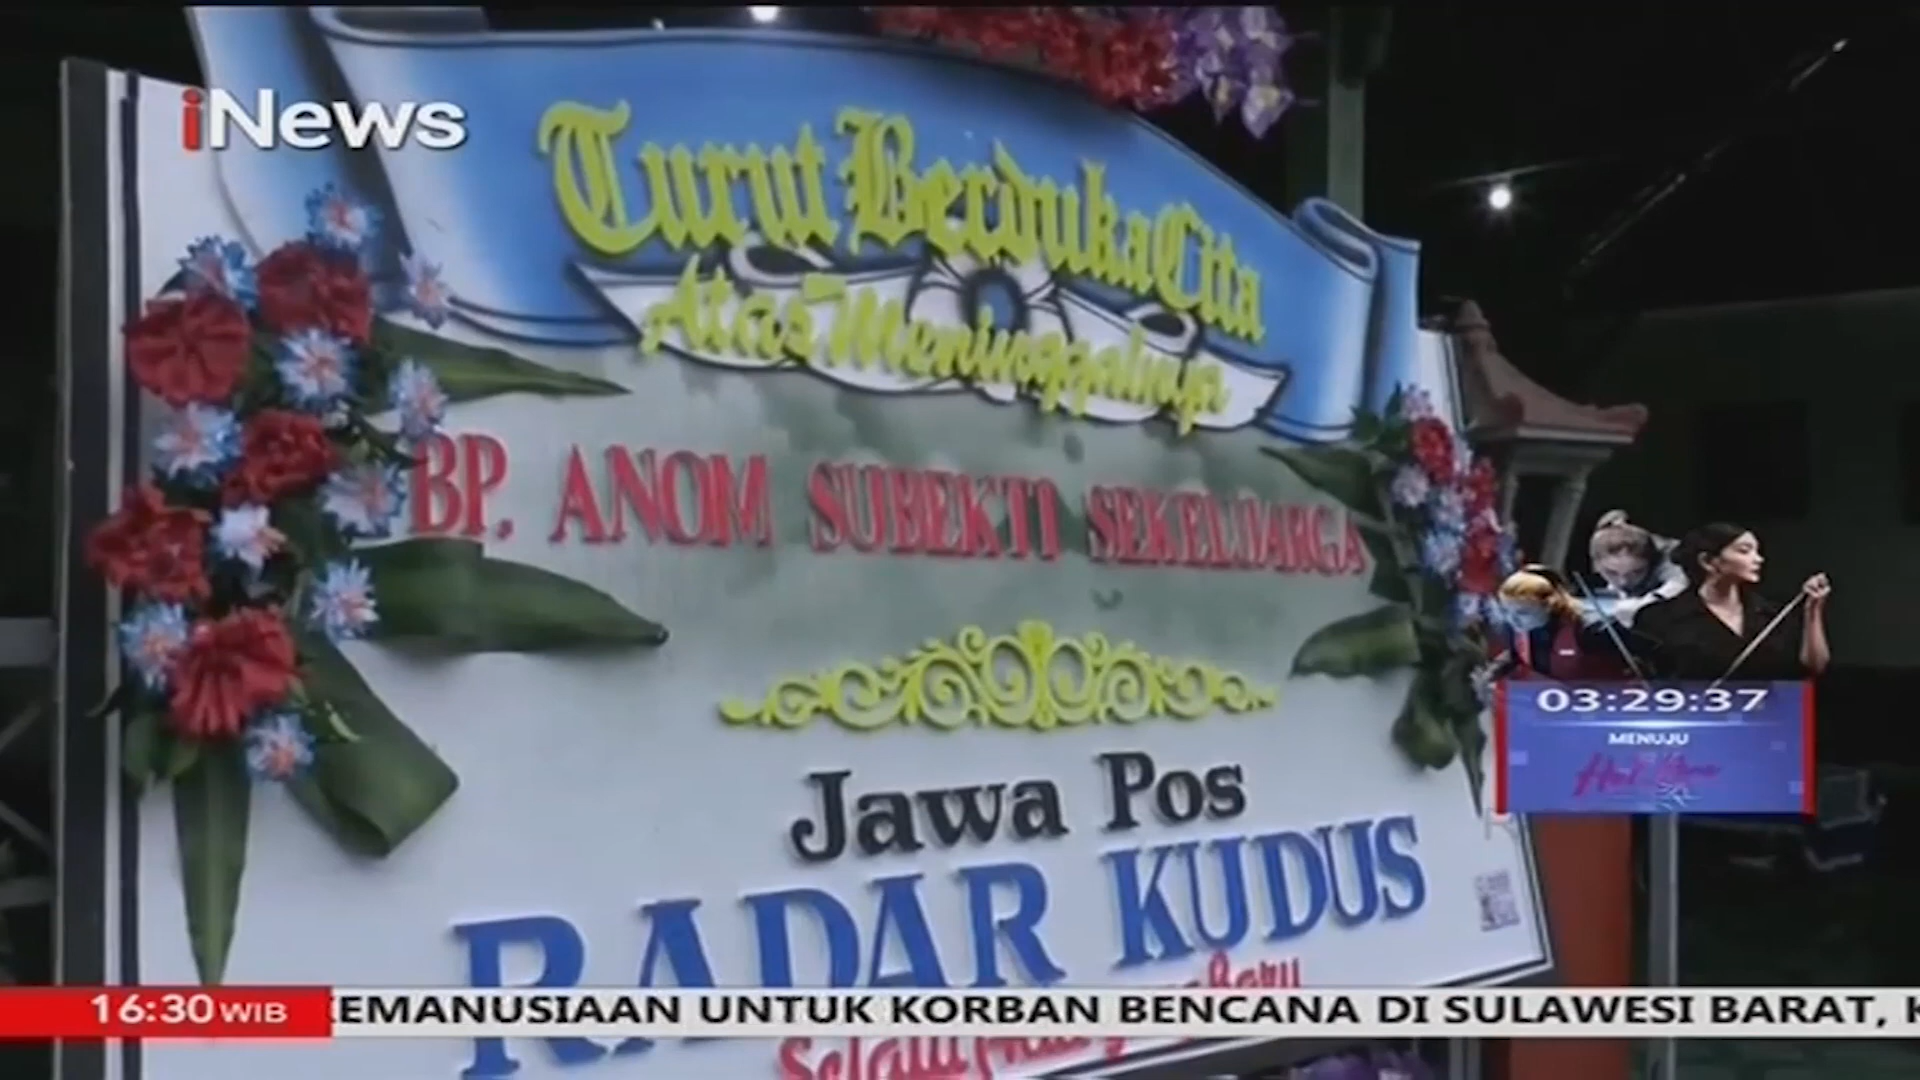 iNews
Turut Berduka Cita
Atas Meninggalnya
BP. ANOM SUBEKTI SEKELUARGA
Jawa Pos
RADAR KUDUS
03:29:37
MENUJU
16:30 WIB
KEMANUSIAAN UNTUK KORBAN BENCANA DI SULAWESI BARAT, K